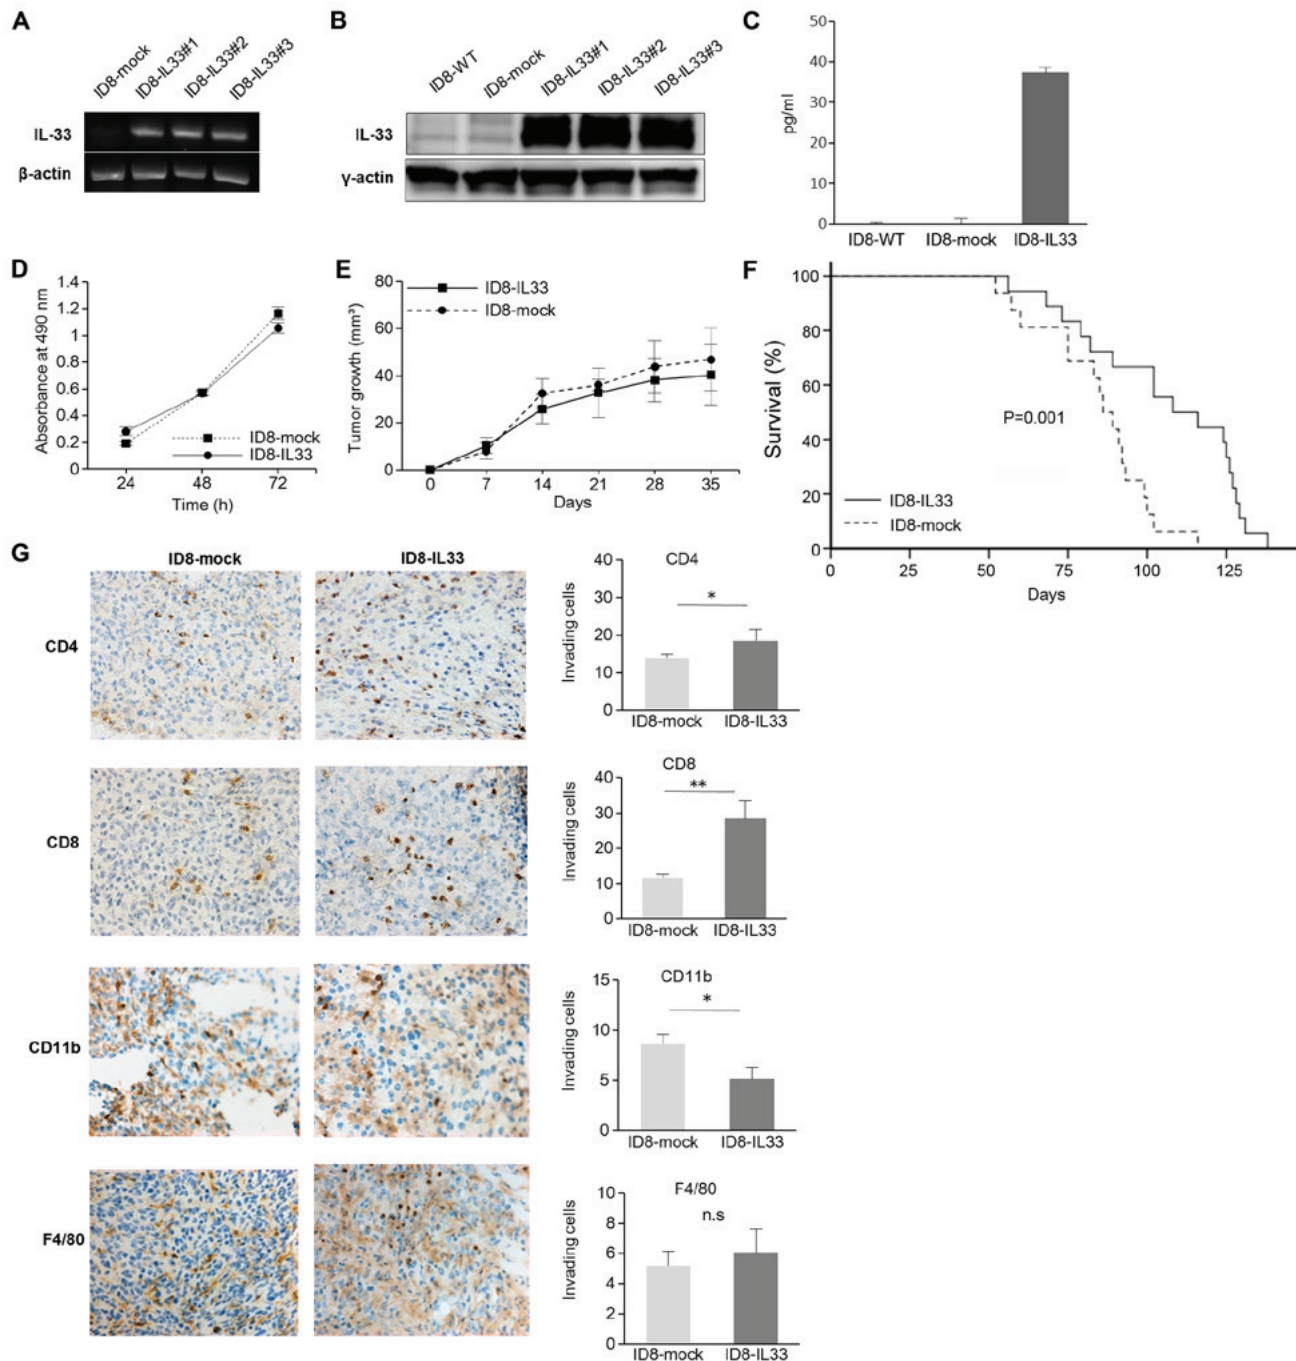 A
ID8-mock
ID8-IL33#1
ID8-IL33#2
ID8-IL33#3
IL-33
β-actin
B
ID8-WT
ID8-mock
ID8-IL33#1
ID8-IL33#2
ID8-IL33#3
IL-33
γ-actin
C
pg/ml
50
40
30
20
10
0
ID8-WT
ID8-mock
ID8-IL33
D
Absorbance at 490 nm
1.4
1.2
1.0
0.8
0.6
0.4
0.2
0
24
48
72
Time (h)
ID8-mock
ID8-IL33
E
Tumor growth (mm³)
80
60
40
20
0
0
7
14
21
28
35
Days
ID8-IL33
ID8-mock
F
Survival (%)
100
80
60
40
20
0
0
25
50
75
100
125
Days
P=0.001
ID8-IL33
ID8-mock
G
ID8-mock
ID8-IL33
CD4
CD4
Invading cells
40
30
20
10
0
*
ID8-mock
ID8-IL33
CD8
CD8
Invading cells
40
30
20
10
0
**
ID8-mock
ID8-IL33
CD11b
CD11b
Invading cells
15
10
5
0
*
ID8-mock
ID8-IL33
F4/80
F4/80
n.s
Invading cells
10
8
6
4
2
0
ID8-mock
ID8-IL33